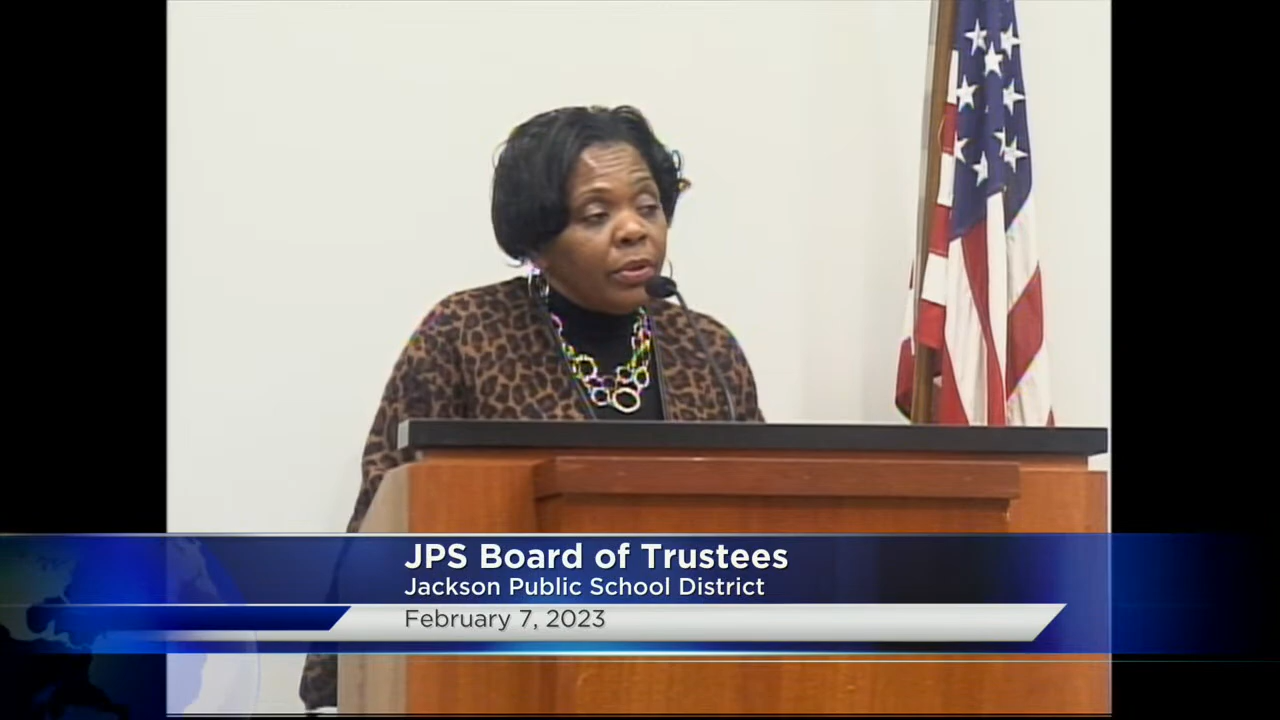 JPS Board of Trustees
Jackson Public School District
February 7, 2023